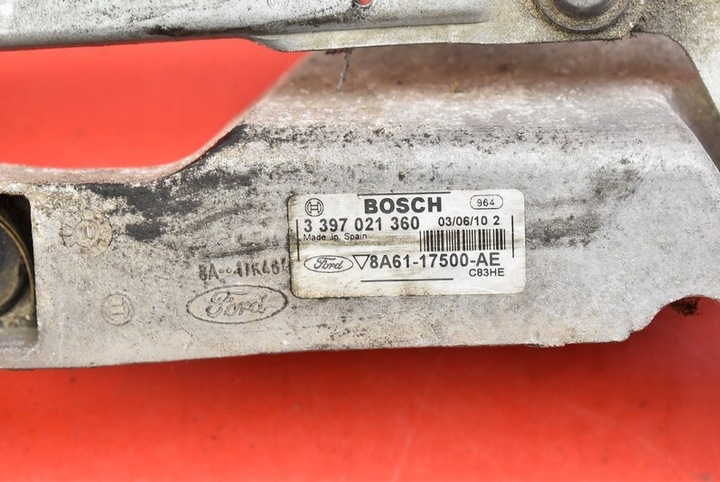 BOSCH 964
3 397 021 360 03/06/10 2
Made in Spain
Ford 8A61-17500-AE
C83HE
Ford